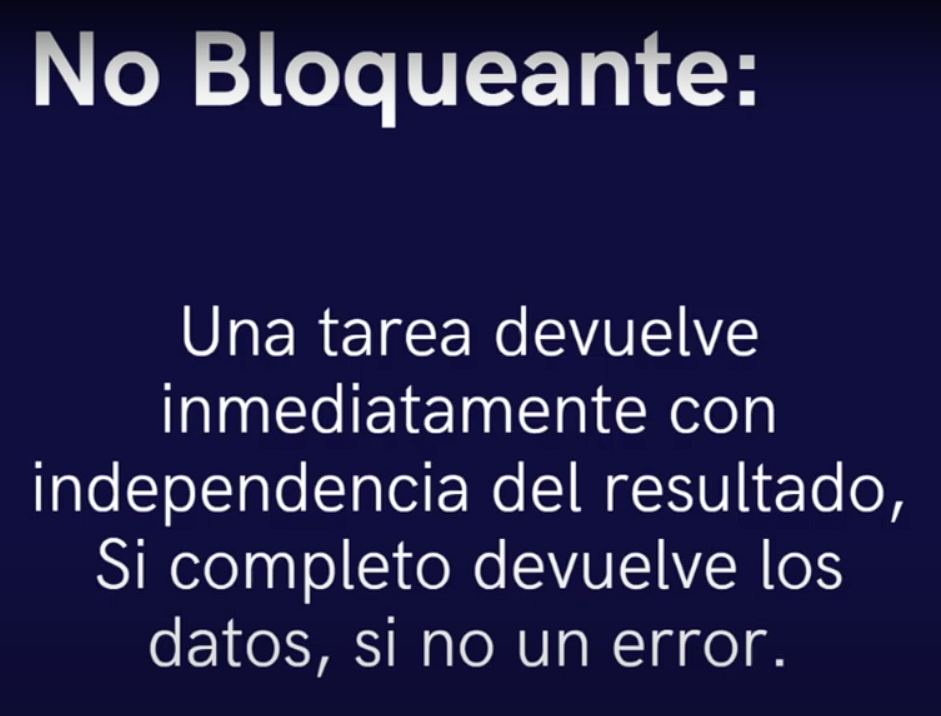 No Bloqueante:
Una tarea devuelve
inmediatamente con
independencia del resultado,
Si completo devuelve los
datos, si no un error.